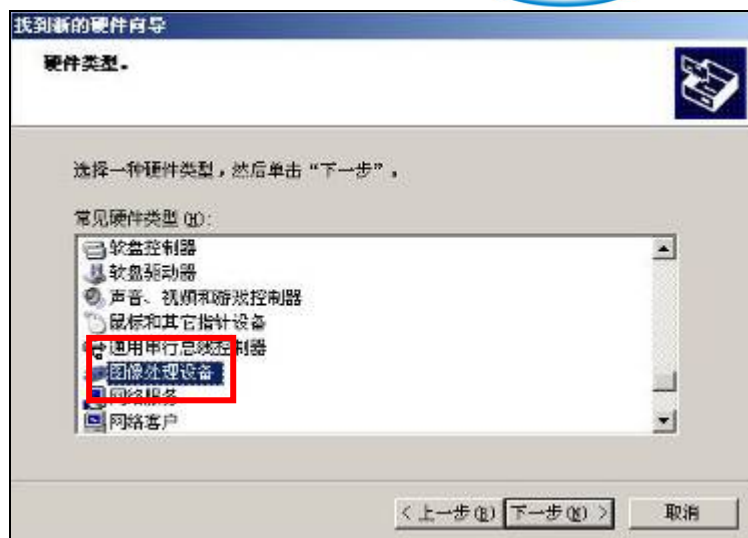 找到新的硬件向导
硬件类型。
选择一种硬件类型，然后单击“下一步”。
常见硬件类型(H):
软盘控制器
软盘驱动器
声音、视频和游戏控制器
鼠标和其它指针设备
通用串行总线控制器
图像处理设备
网络服务
网络客户
< 上一步(B) 下一步(N) > 取消